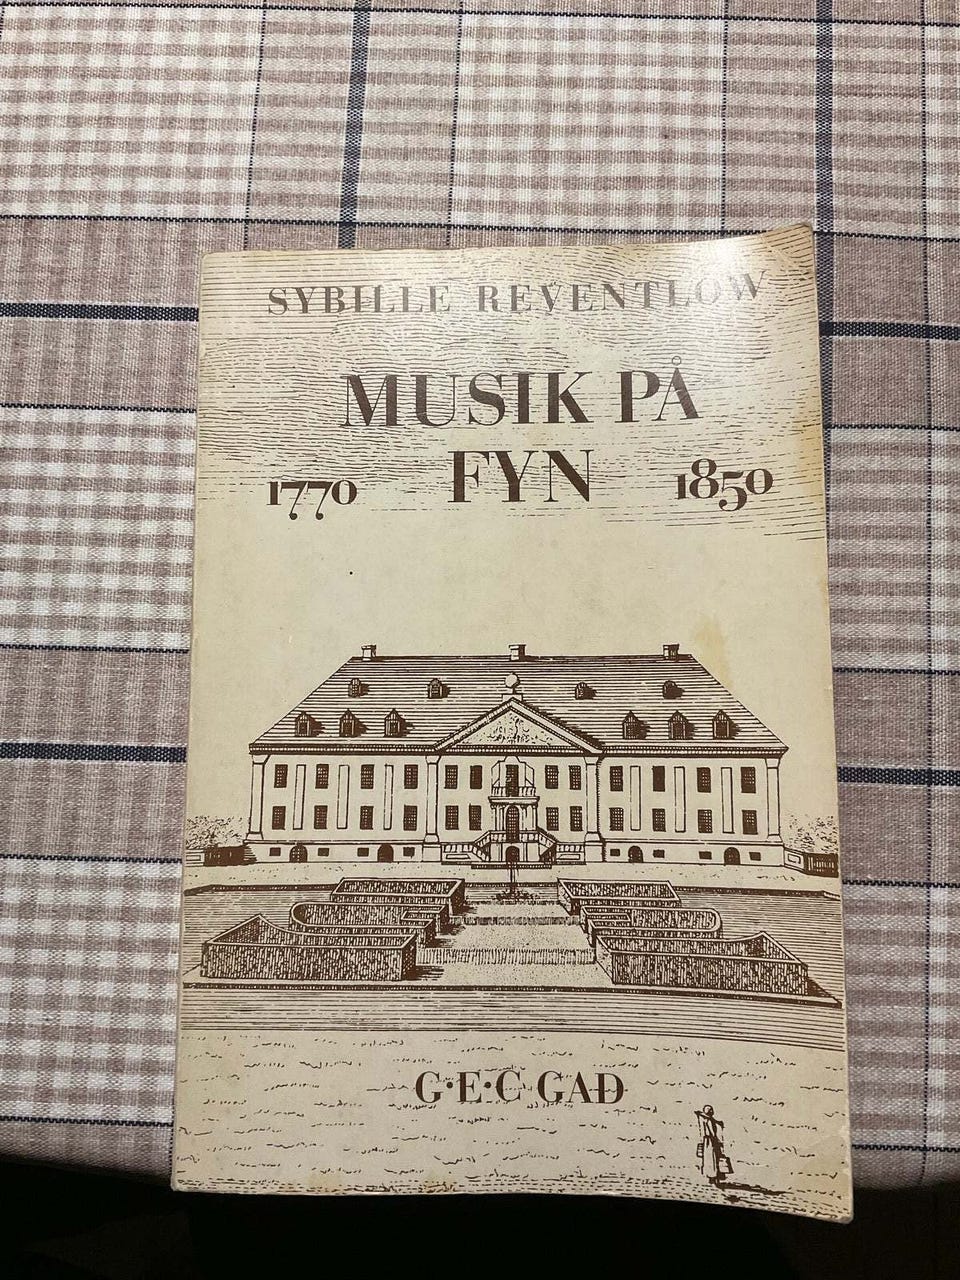 SYBILLE REVENTLOW
MUSIK PÅ
1770 FYN 1850
G·E·C GAD